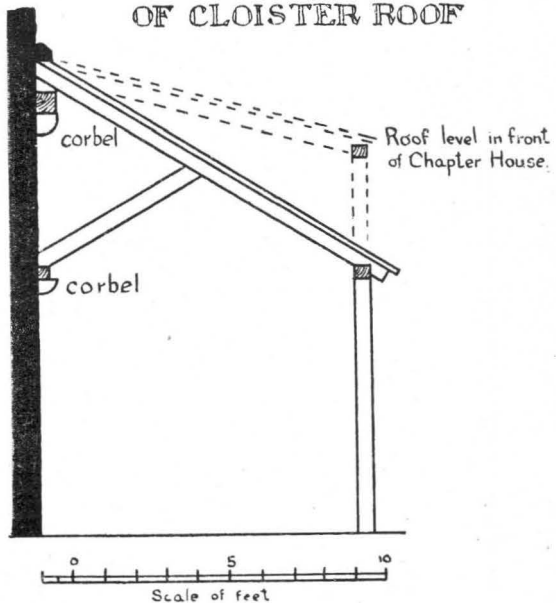 OF CLOISTER ROOF
corbel
Roof level in front
of Chapter House.
corbel
0 5 10
Scale of feet